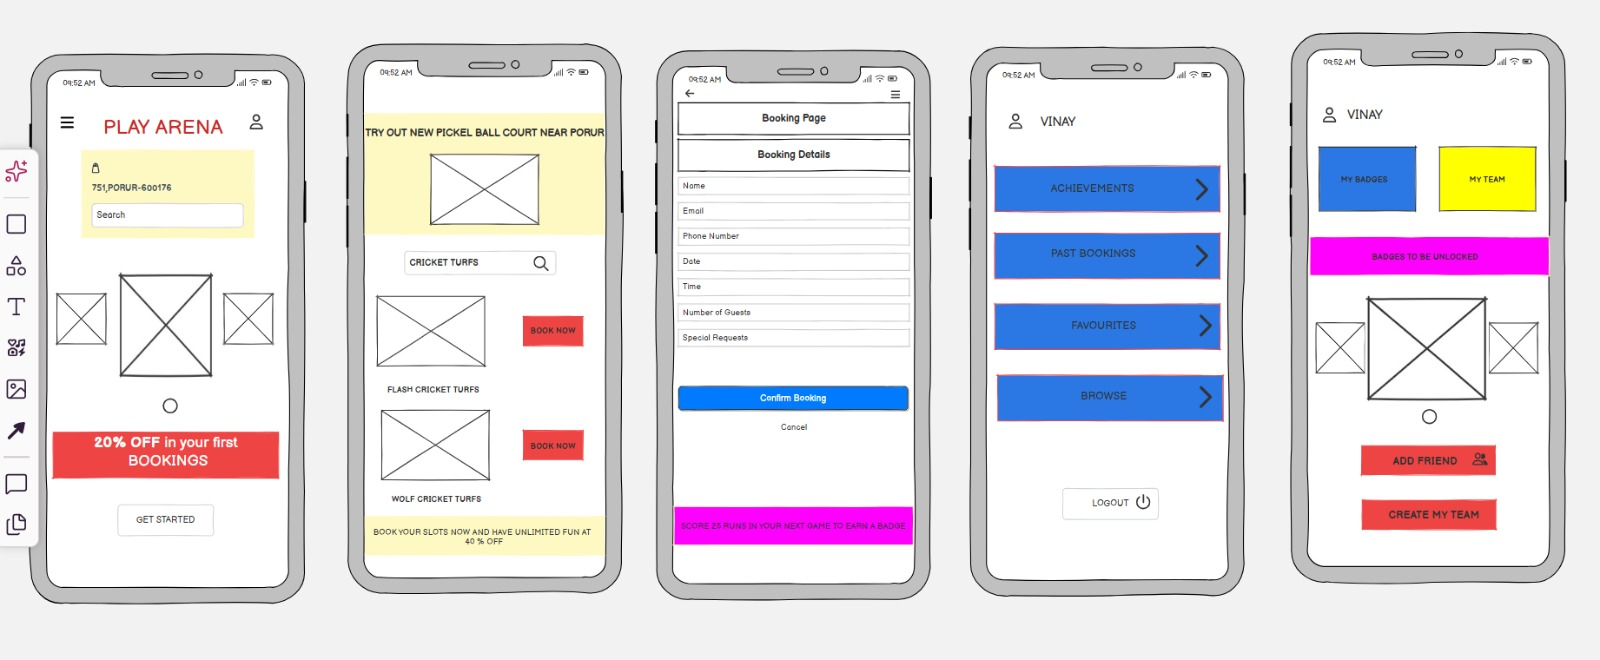 09:52 AM
PLAY ARENA
751,PORUR-600176
Search
20% OFF in your first
BOOKINGS
GET STARTED
09:52 AM
TRY OUT NEW PICKEL BALL COURT NEAR PORUR
CRICKET TURFS
BOOK NOW
FLASH CRICKET TURFS
BOOK NOW
WOLF CRICKET TURFS
BOOK YOUR SLOTS NOW AND HAVE UNLIMITED FUN AT
40 % OFF
09:52 AM
Booking Page
Booking Details
Name
Email
Phone Number
Date
Time
Number of Guests
Special Requests
Confirm Booking
Cancel
SCORE 25 RUNS IN YOUR NEXT GAME TO EARN A BADGE
09:52 AM
VINAY
ACHIEVEMENTS
PAST BOOKINGS
FAVOURITES
BROWSE
LOGOUT
09:52 AM
VINAY
MY BADGES
MY TEAM
BADGES TO BE UNLOCKED
ADD FRIEND
CREATE MY TEAM